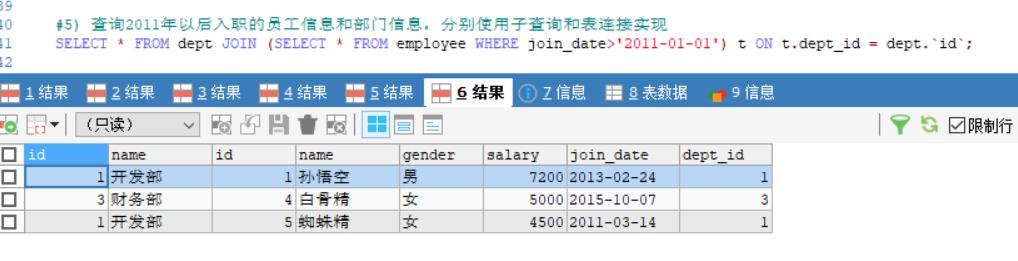 39
40 #5) 查询2011年以后入职的员工信息和部门信息，分别使用子查询和表连接实现
41 SELECT * FROM dept JOIN (SELECT * FROM employee WHERE join_date>'2011-01-01') t ON t.dept_id = dept.`id`;
42
1 结果 2 结果 3 结果 4 结果 5 结果 6 结果 7 信息 8 表数据 9 信息
(只读) 限制行
id name id name gender salary join_date dept_id
1 开发部 1 孙悟空 男 7200 2013-02-24 1
3 财务部 4 白骨精 女 5000 2015-10-07 3
1 开发部 5 蜘蛛精 女 4500 2011-03-14 1